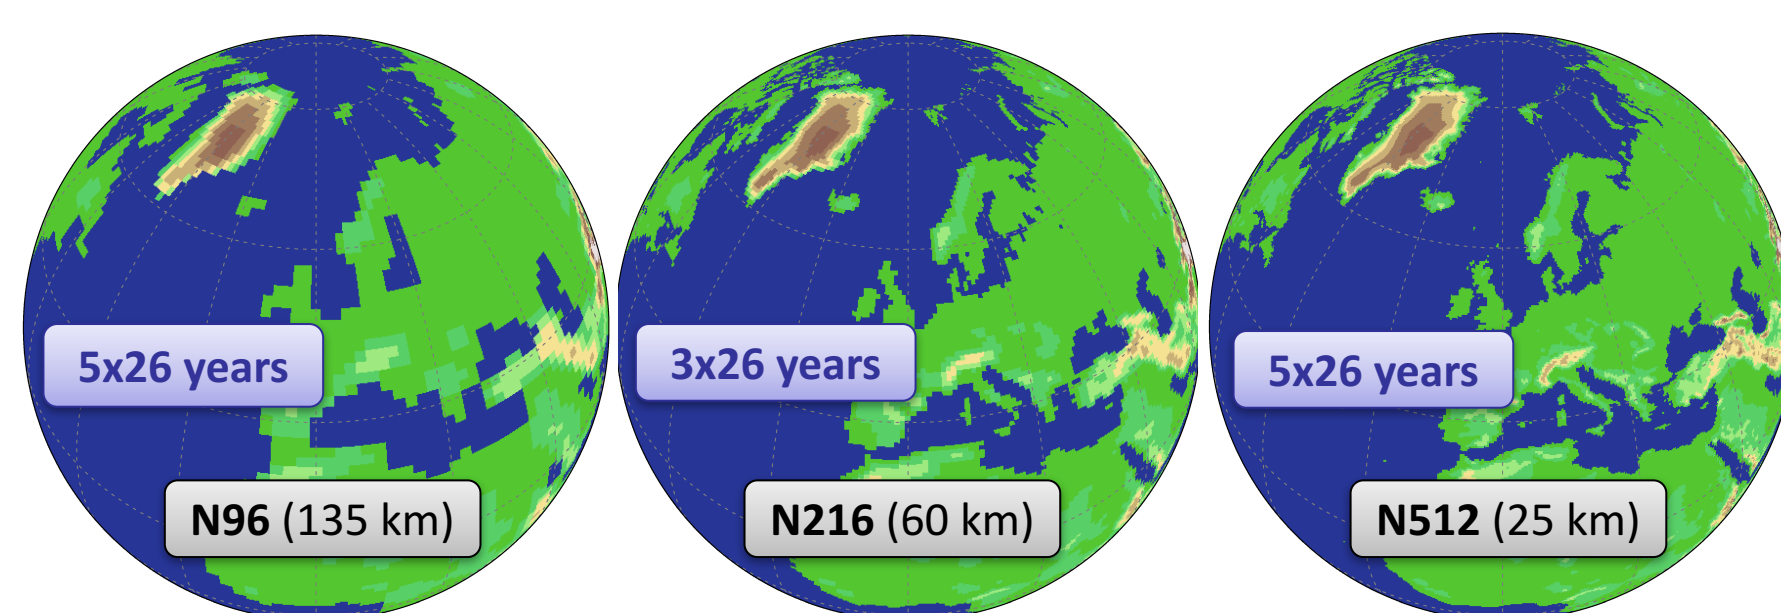 5x26 years
3x26 years
5x26 years
N96 (135 km)
N216 (60 km)
N512 (25 km)